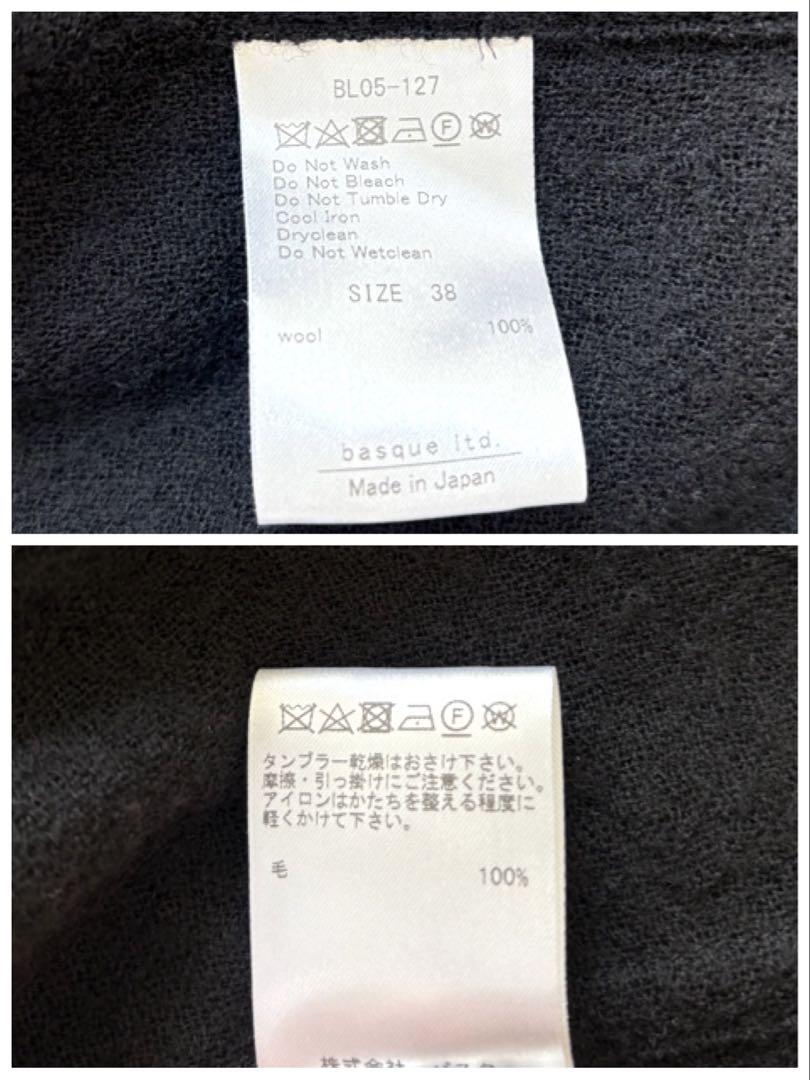 BL05-127
F W
Do Not Wash
Do Not Bleach
Do Not Tumble Dry
Cool Iron
Dryclean
Do Not Wetclean
SIZE 38
wool 100%
basque ltd.
Made in Japan
F W
タンブラー乾燥はおさけ下さい。
摩擦・引っ掛けにご注意ください。
アイロンはかたちを整える程度に
軽くかけて下さい。
毛 100%
株式会社